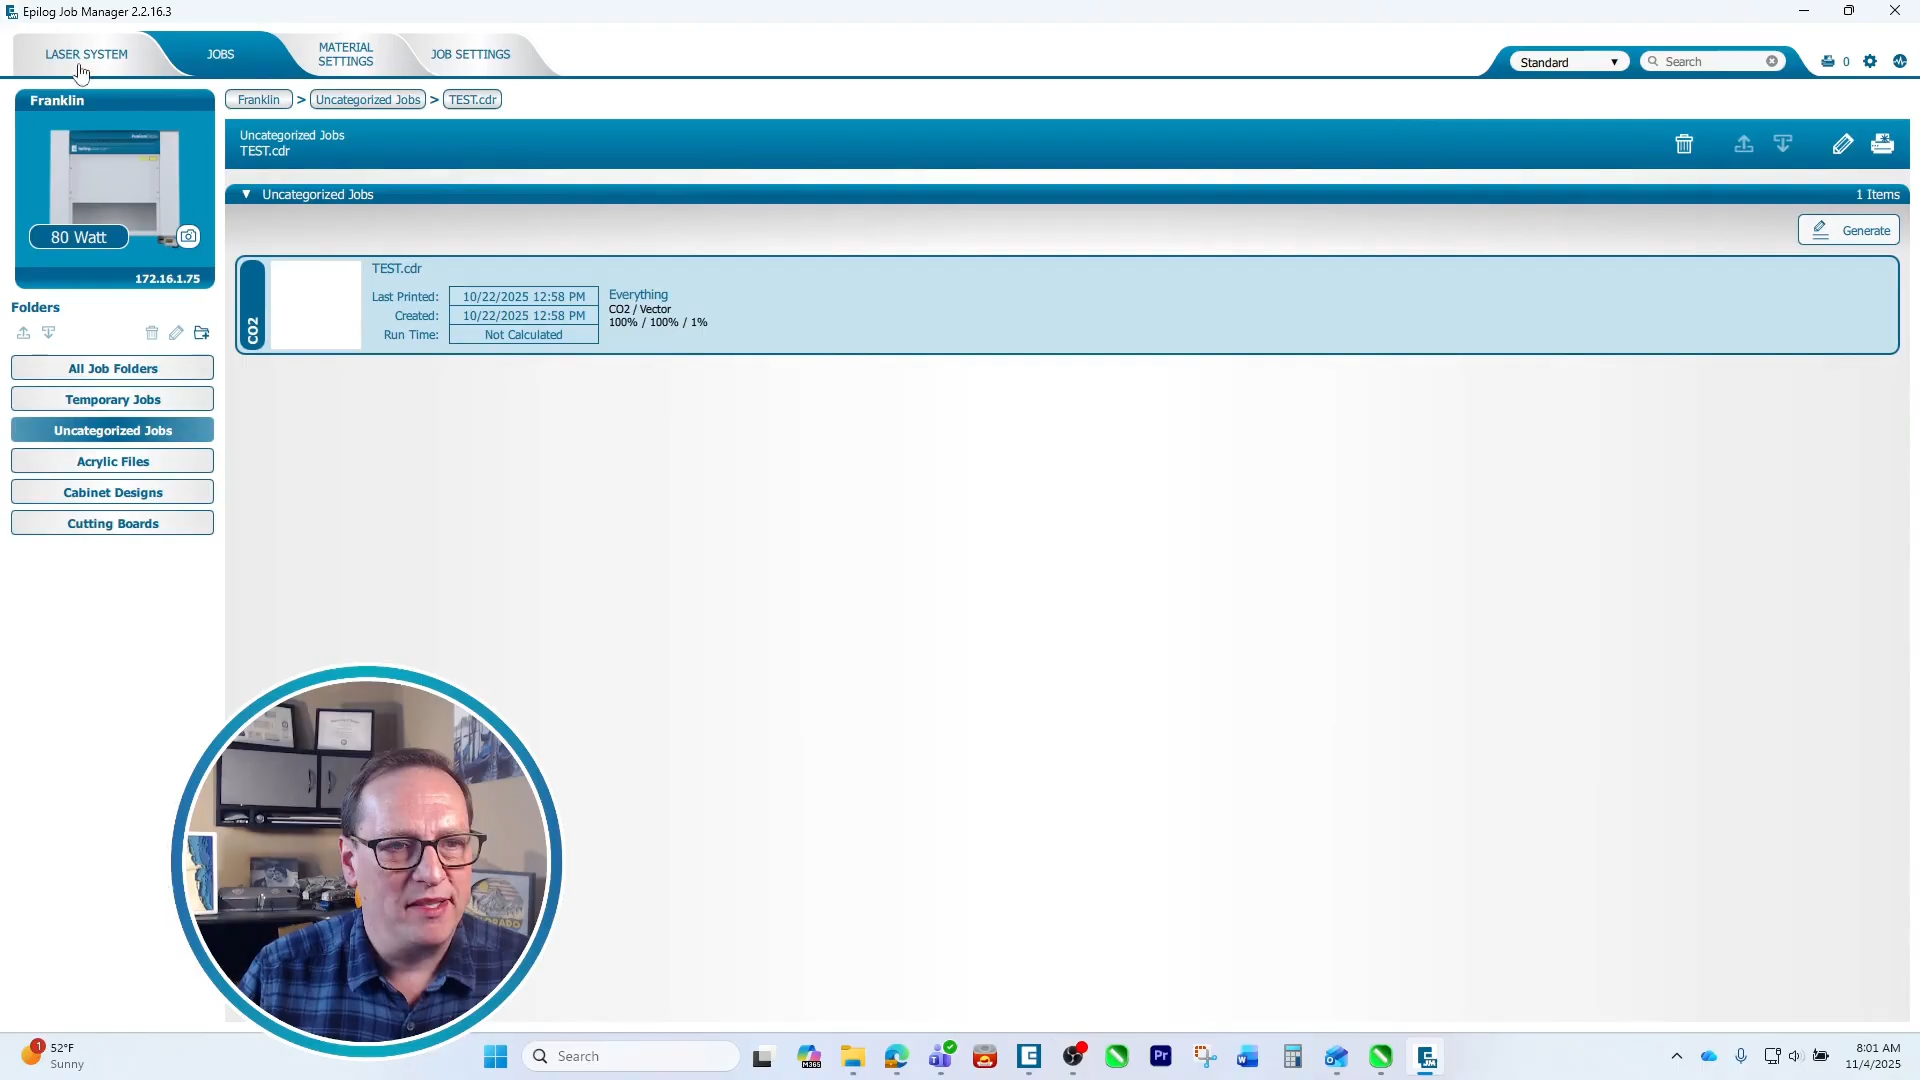 Epilog Job Manager 2.2.16.3
LASER SYSTEM
JOBS
MATERIAL
SETTINGS
JOB SETTINGS
Standard
Search
0
Franklin
80 Watt
172.16.1.75
Franklin > Uncategorized Jobs > TEST.cdr
Uncategorized Jobs
TEST.cdr
Uncategorized Jobs
1 Items
Generate
CO2
TEST.cdr
Last Printed: 10/22/2025 12:58 PM
Created: 10/22/2025 12:58 PM
Run Time: Not Calculated
Everything
CO2 / Vector
100% / 100% / 1%
Folders
All Job Folders
Temporary Jobs
Uncategorized Jobs
Acrylic Files
Cabinet Designs
Cutting Boards
1
52°F
Sunny
Search
M365
Pr
JM
8:01 AM
11/4/2025